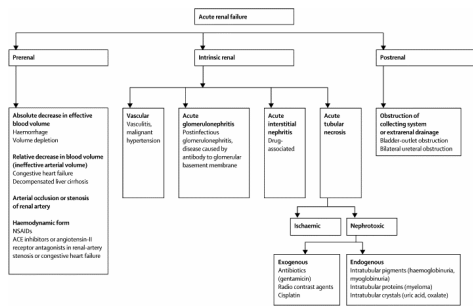 Acute renal failure
Prerenal
Intrinsic renal
Postrenal
Absolute decrease in effective
blood volume
Haemorrhage
Volume depletion
Relative decrease in blood volume
(ineffective arterial volume)
Congestive heart failure
Decompensated liver cirrhosis
Arterial occlusion or stenosis
of renal artery
Haemodynamic form
NSAIDs
ACE inhibitors or angiotensin-II
receptor antagonists in renal-artery
stenosis or congestive heart failure
Vascular
Vasculitis,
malignant
hypertension
Acute
glomerulonephritis
Postinfectious
glomerulonephritis,
disease caused by
antibody to glomerular
basement membrane
Acute
interstitial
nephritis
Drug-
associated
Acute
tubular
necrosis
Obstruction of
collecting system
or extrarenal drainage
Bladder-outlet obstruction
Bilateral ureteral obstruction
Ischaemic
Nephrotoxic
Exogenous
Antibiotics
(gentamicin)
Radio contrast agents
Cisplatin
Endogenous
Intratubular pigments (haemoglobinuria,
myoglobinuria)
Intratubular proteins (myeloma)
Intratubular crystals (uric acid, oxalate)